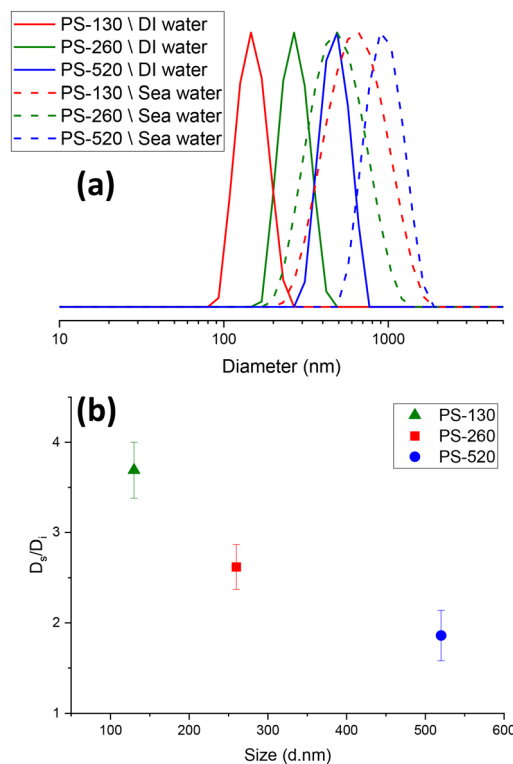 PS-130 \ DI water
PS-260 \ DI water
PS-520 \ DI water
PS-130 \ Sea water
PS-260 \ Sea water
PS-520 \ Sea water
(a)
10 100 1000
Diameter (nm)
(b)
PS-130
PS-260
PS-520
4
3
2
1
Ds/Di
100 200 300 400 500 600
Size (d.nm)